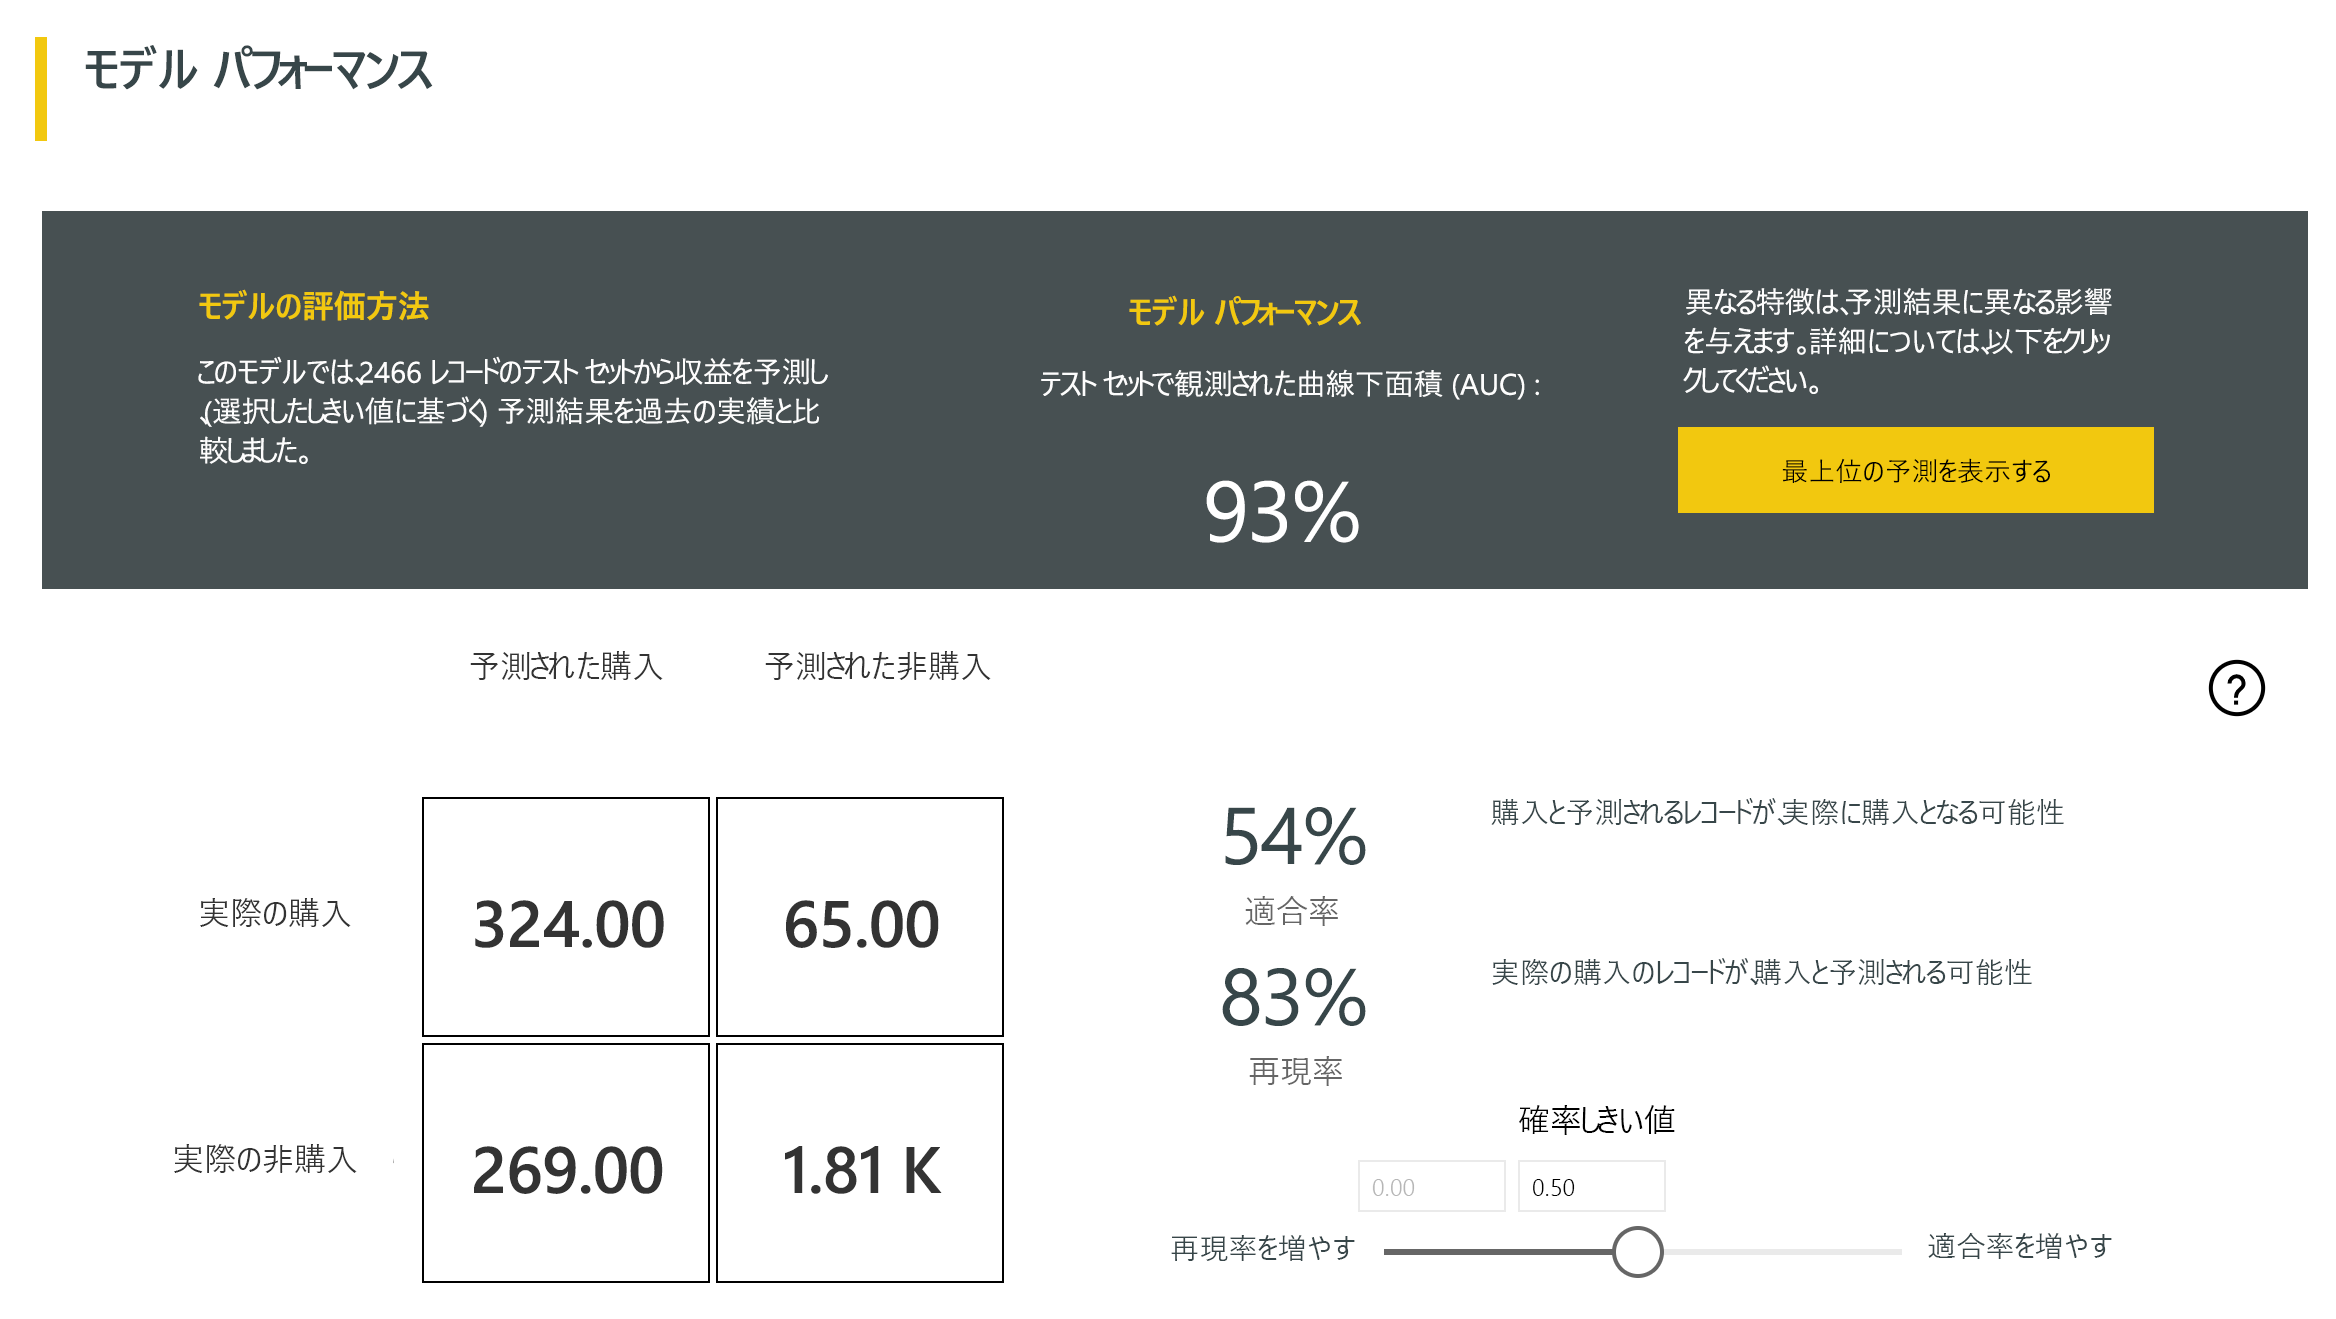 モデル パフォーマンス
モデルの評価方法
このモデルでは、2466 レコードのテスト セットから収益を予測し
、(選択したしきい値に基づく) 予測結果を過去の実績と比
較しました。
モデル パフォーマンス
テスト セットで観測された曲線下面積 (AUC) :
93%
異なる特徴は、予測結果に異なる影響
を与えます。詳細については、以下をクリッ
クしてください。
最上位の予測を表示する
予測された購入 予測された非購入
?
実際の購入 324.00 65.00
実際の非購入 269.00 1.81 K
54%
適合率
購入と予測されるレコードが、実際に購入となる可能性
83%
再現率
実際の購入のレコードが、購入と予測される可能性
確率しきい値
0.00 0.50
再現率を増やす 適合率を増やす